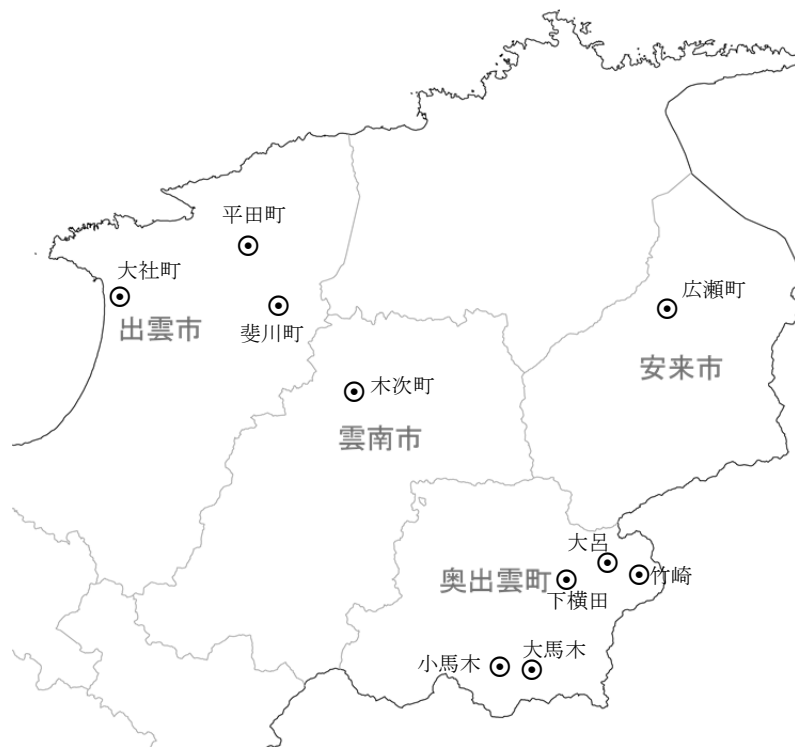 平田町
大社町
出雲市
斐川町
広瀬町
安来市
木次町
雲南市
大呂
奥出雲町
竹崎
下横田
小馬木
大馬木